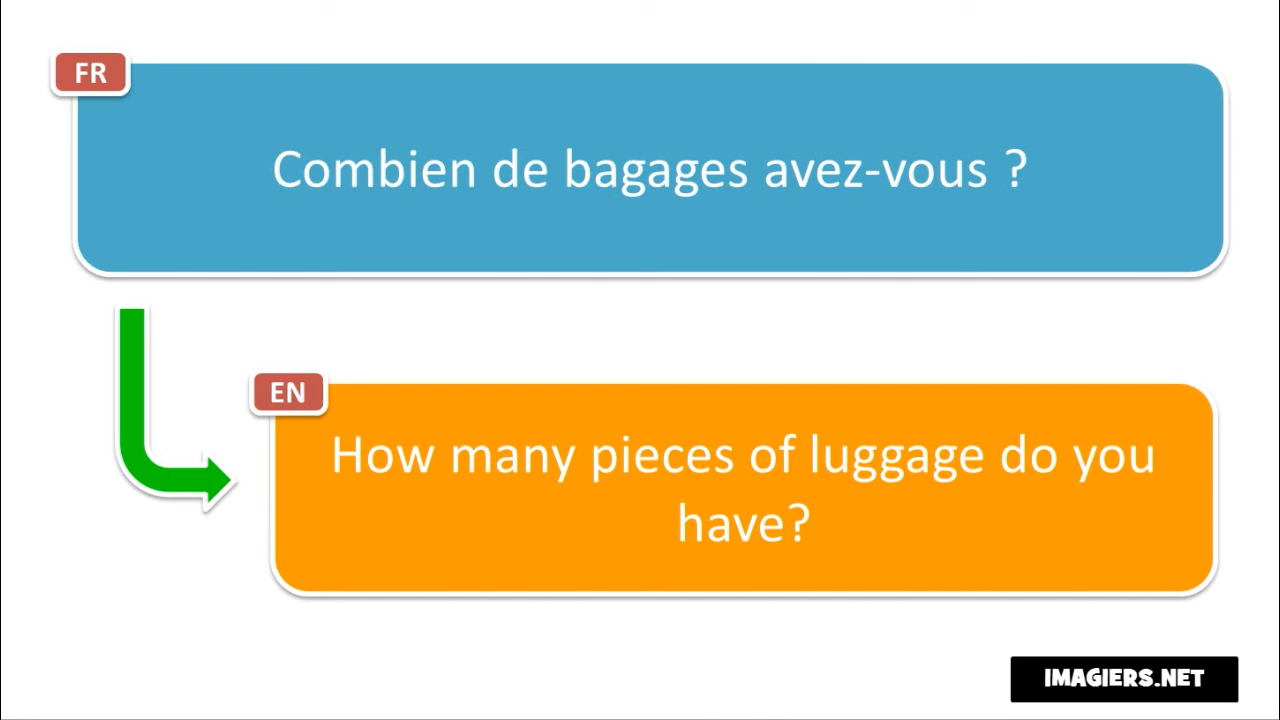 FR
Combien de bagages avez-vous ?
EN
How many pieces of luggage do you
have?
IMAGIERS.NET